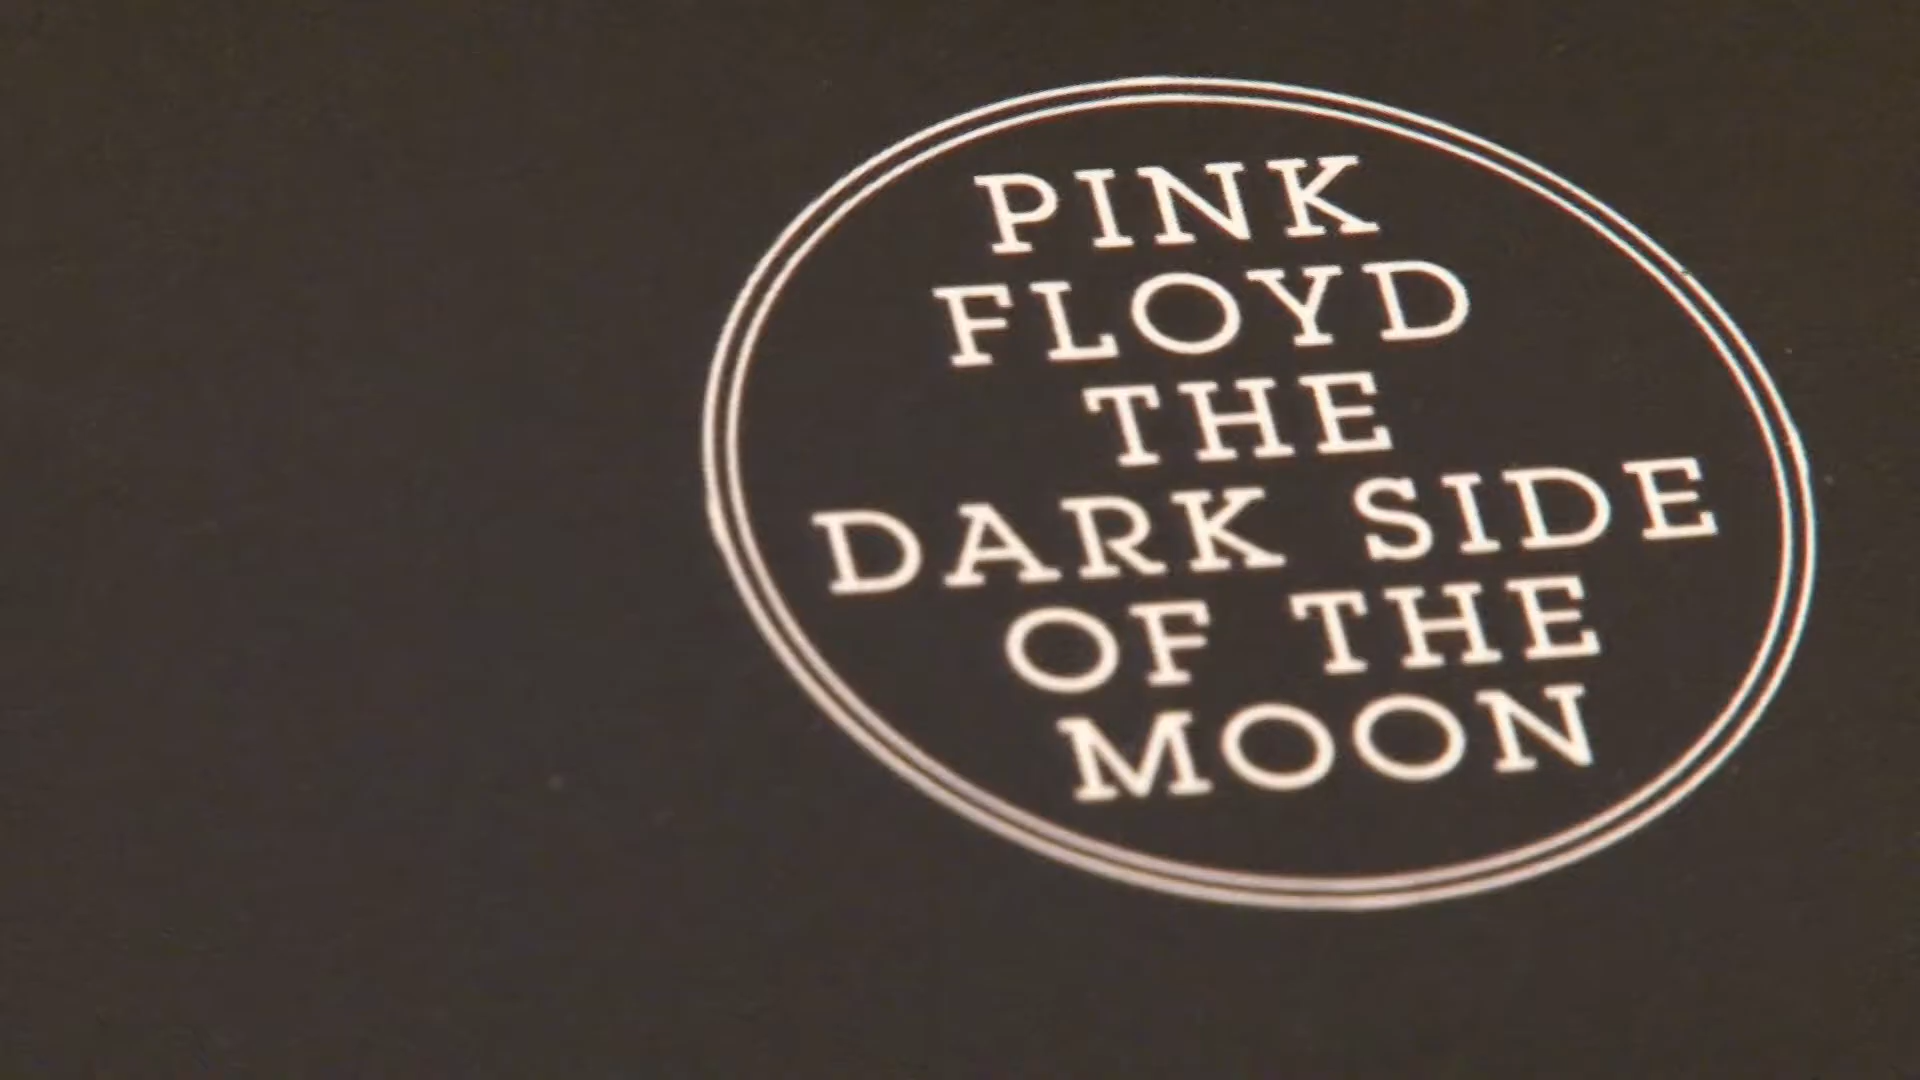 PINK
FLOYD
THE
DARK SIDE
OF THE
MOON